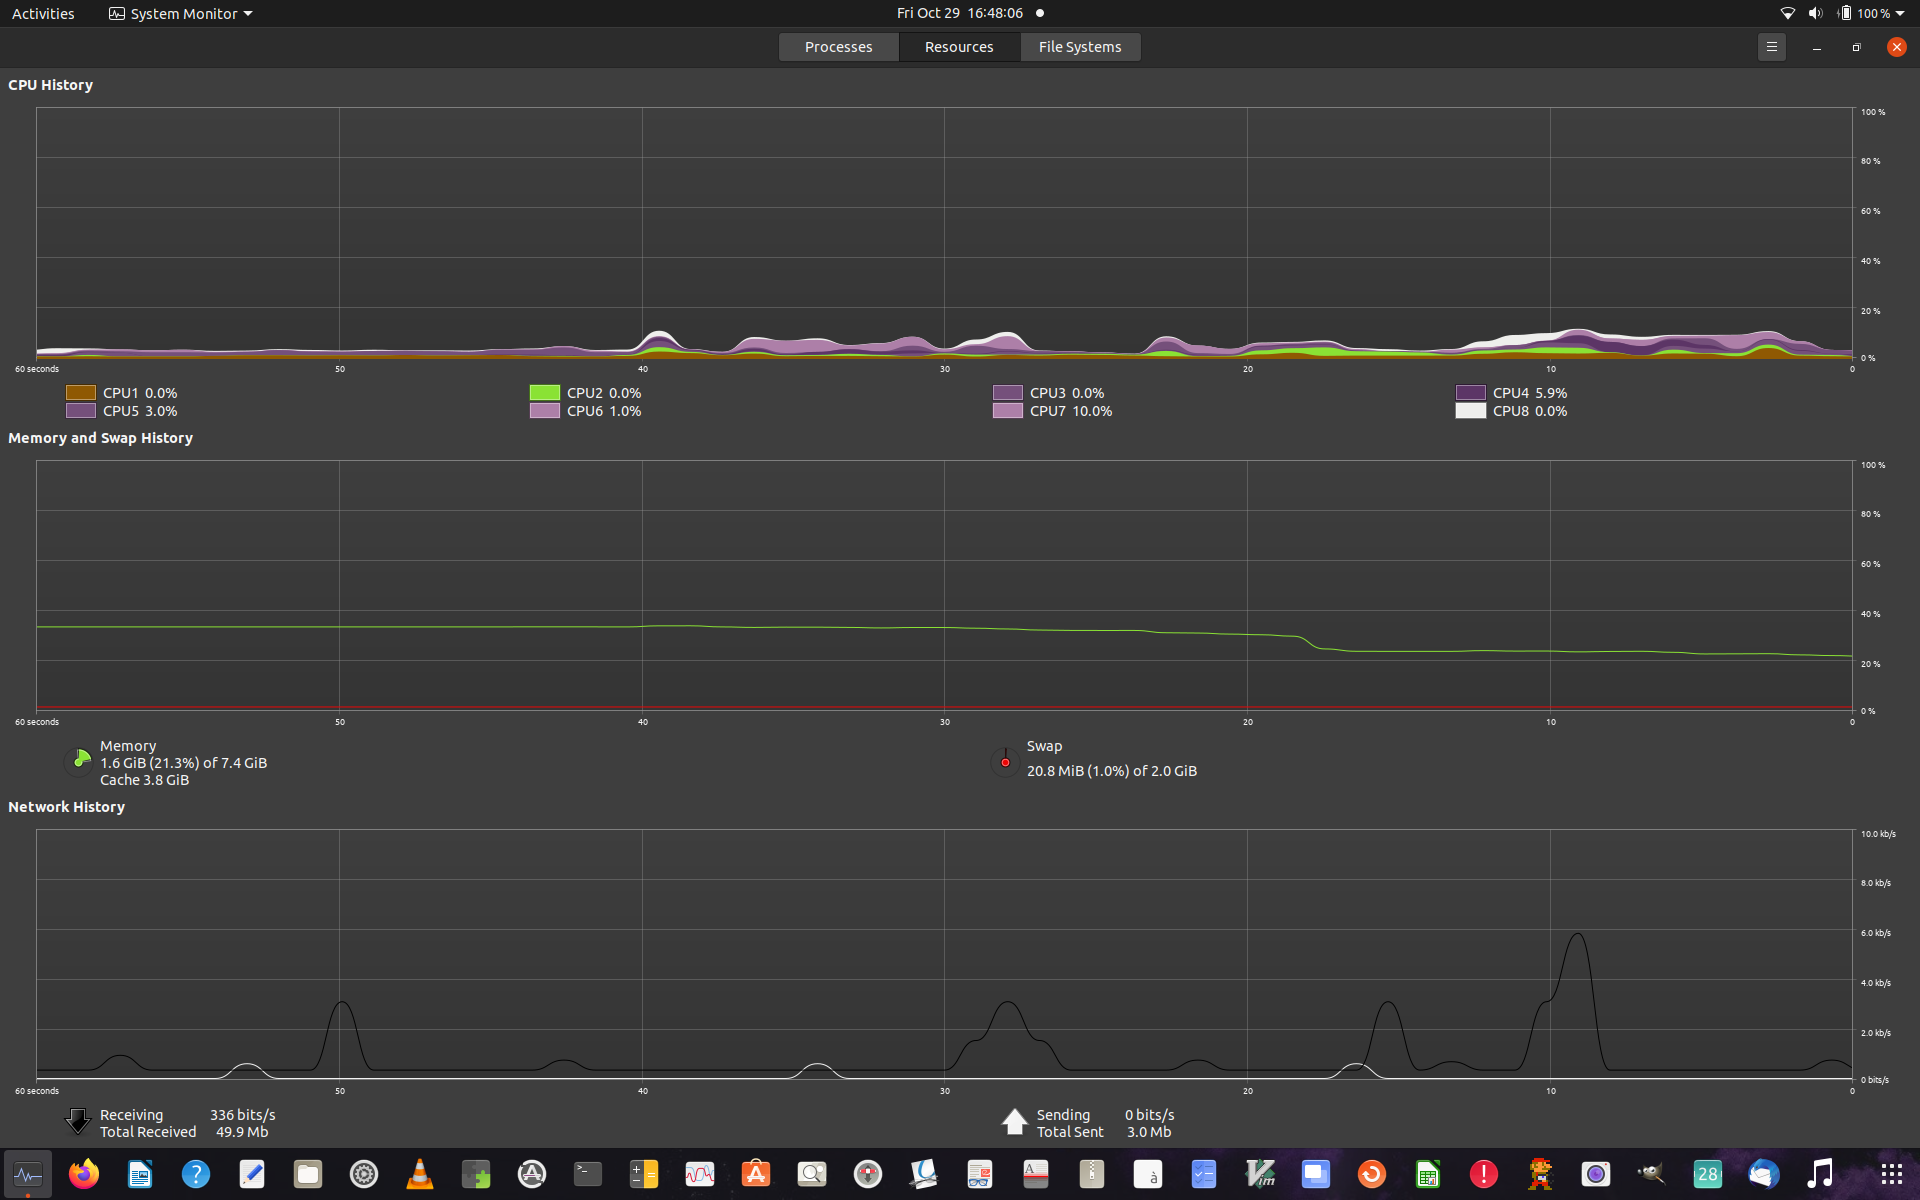 Activities System Monitor Fri Oct 29 16:48:06 100 %
Processes Resources File Systems
CPU History
100 %
80 %
60 %
40 %
20 %
0 %
60 seconds 50 40 30 20 10 0
CPU1 0.0% CPU2 0.0% CPU3 0.0% CPU4 5.9%
CPU5 3.0% CPU6 1.0% CPU7 10.0% CPU8 0.0%
Memory and Swap History
100 %
80 %
60 %
40 %
20 %
0 %
60 seconds 50 40 30 20 10 0
Memory Swap
1.6 GiB (21.3%) of 7.4 GiB 20.8 MiB (1.0%) of 2.0 GiB
Cache 3.8 GiB
Network History
10.0 kb/s
8.0 kb/s
6.0 kb/s
4.0 kb/s
2.0 kb/s
0 bits/s
60 seconds 50 40 30 20 10 0
Receiving 336 bits/s Sending 0 bits/s
Total Received 49.9 Mb Total Sent 3.0 Mb
? >_ A à Vim ! 28